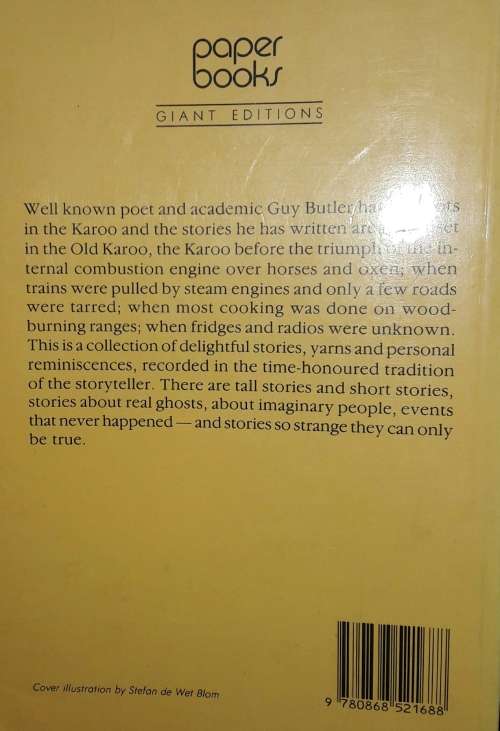 paper
books
GIANT EDITIONS
Well known poet and academic Guy Butler
in the Karoo and the stories he has written are set
in the Old Karoo, the Karoo before the triumph of the in-
ternal combustion engine over horses and oxen; when
trains were pulled by steam engines and only a few roads
were tarred; when most cooking was done on wood-
burning ranges; when fridges and radios were unknown.
This is a collection of delightful stories, yarns and personal
reminiscences, recorded in the time-honoured tradition
of the storyteller. There are tall stories and short stories,
stories about real ghosts, about imaginary people, events
that never happened — and stories so strange they can only
be true.
Cover illustration by Stefan de Wet Blom
9 780868 521688